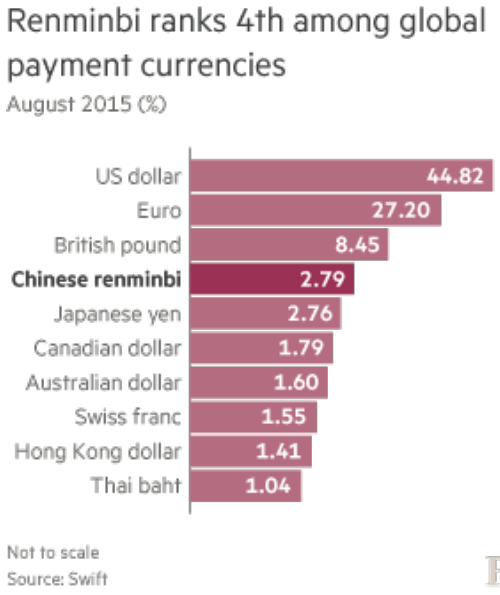 Renminbi ranks 4th among global
payment currencies
August 2015 (%)
US dollar 44.82
Euro 27.20
British pound 8.45
Chinese renminbi 2.79
Japanese yen 2.76
Canadian dollar 1.79
Australian dollar 1.60
Swiss franc 1.55
Hong Kong dollar 1.41
Thai baht 1.04
Not to scale
Source: Swift